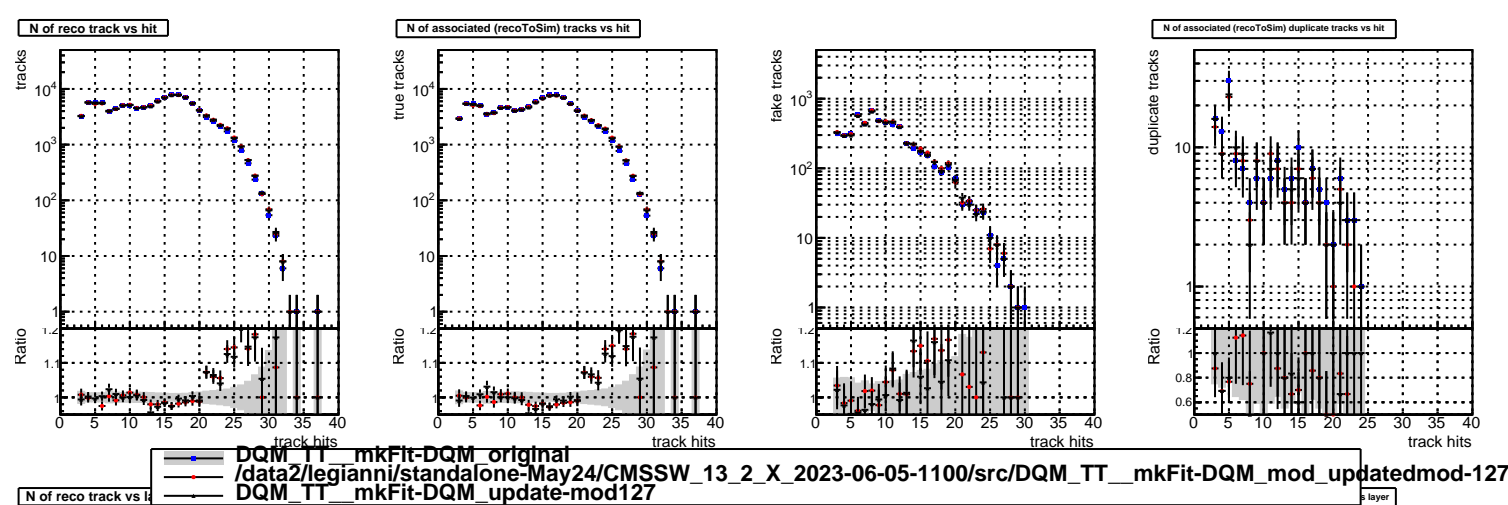 N of reco track vs hit
N of associated (recoToSim) tracks vs hit
N of associated (recoToSim) duplicate tracks vs hit
tracks
10⁴
10³
10²
10
1
Ratio
1.1
1
0 5 10 15 20 25 30 35 40
track hits
true tracks
10⁴
10³
10²
10
1
Ratio
1.1
1
0 5 10 15 20 25 30 35 40
track hits
fake tracks
10³
10²
10
1
Ratio
1.1
1
0 5 10 15 20 25 30 35 40
track hits
duplicate tracks
10
1
Ratio
1.2
1
0.8
0.6
0 5 10 15 20 25 30 35 40
track hits
DQM_TT__mkFit-DQM_original
/data2/legianni/standalone-May24/CMSSW_13_2_X_2023-06-05-1100/src/DQM_TT__mkFit-DQM_mod_updatedmod-127
DQM_TT__mkFit-DQM_update-mod127
N of reco track vs
layer